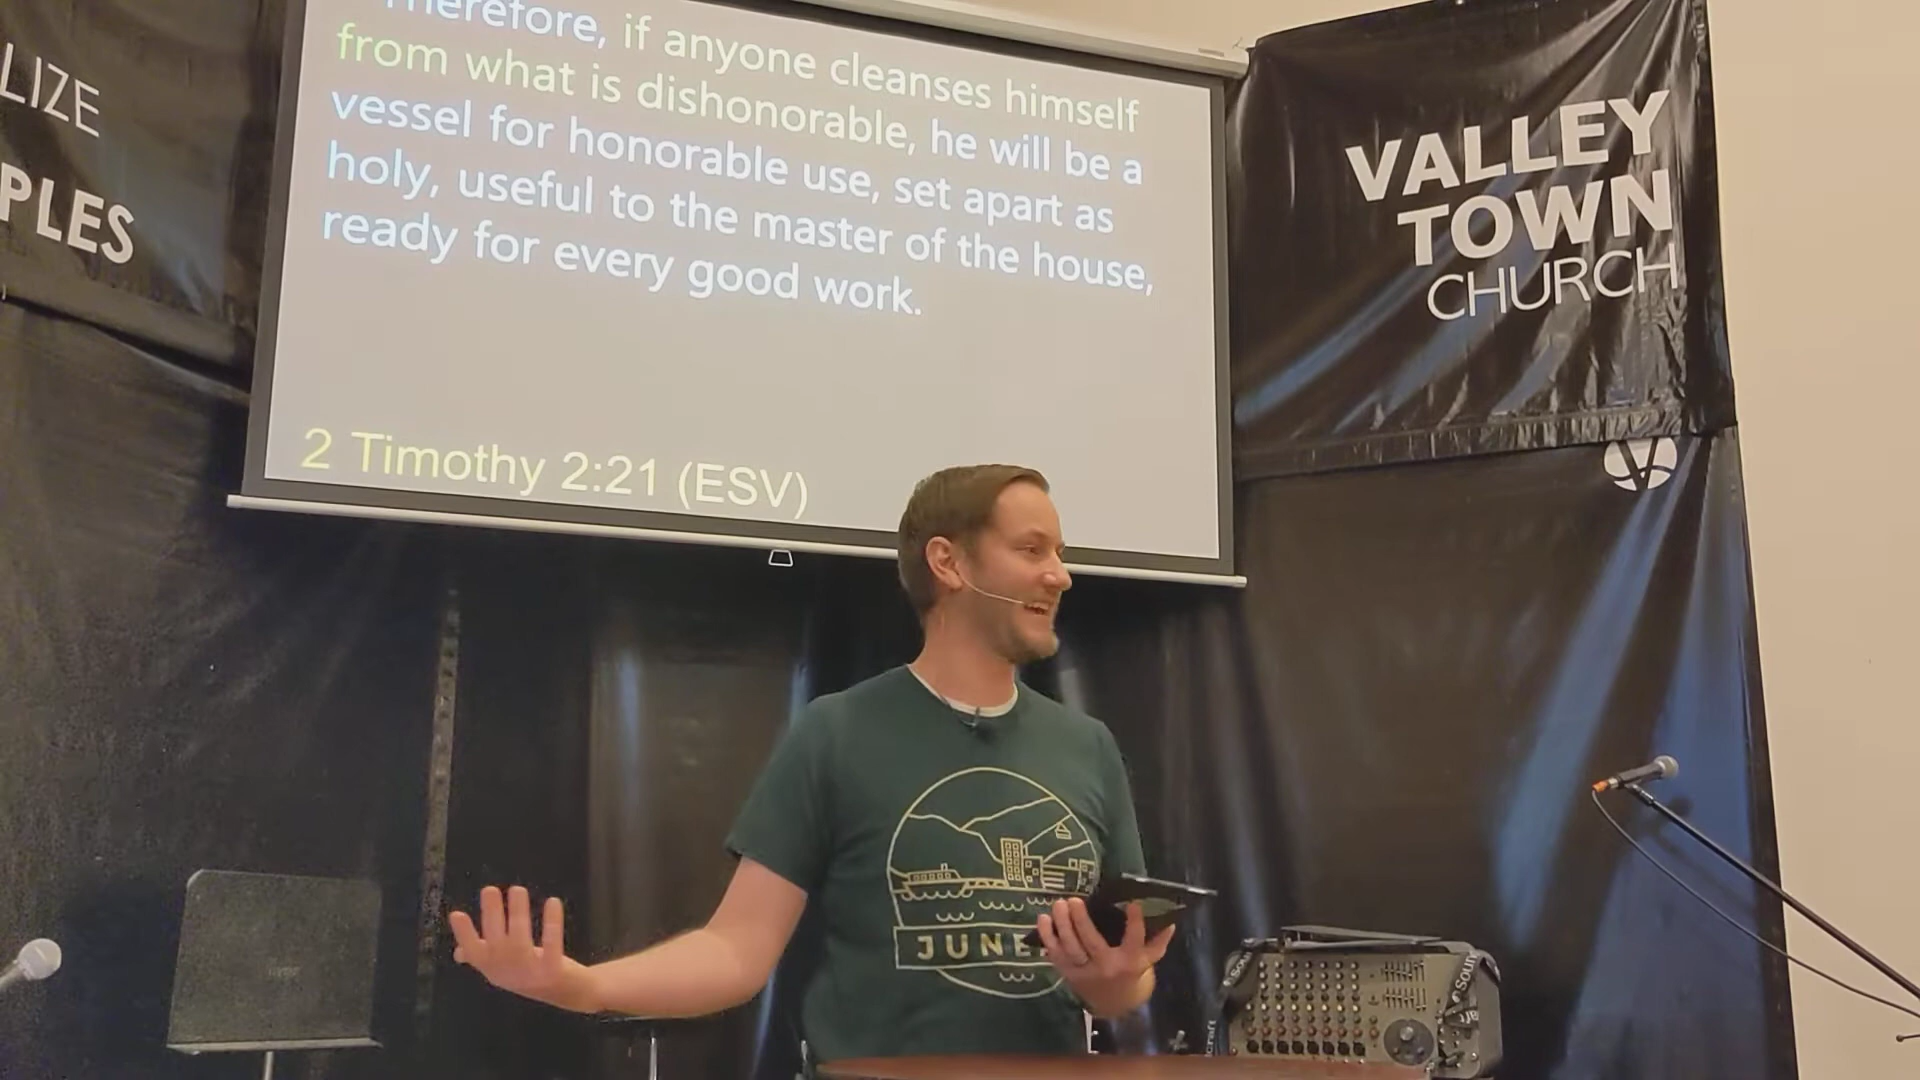 Therefore, if anyone cleanses himself
from what is dishonorable, he will be a
vessel for honorable use, set apart as
holy, useful to the master of the house,
ready for every good work.
2 Timothy 2:21 (ESV)
VALLEY
TOWN
CHURCH
LIZE
PLES
JUNE